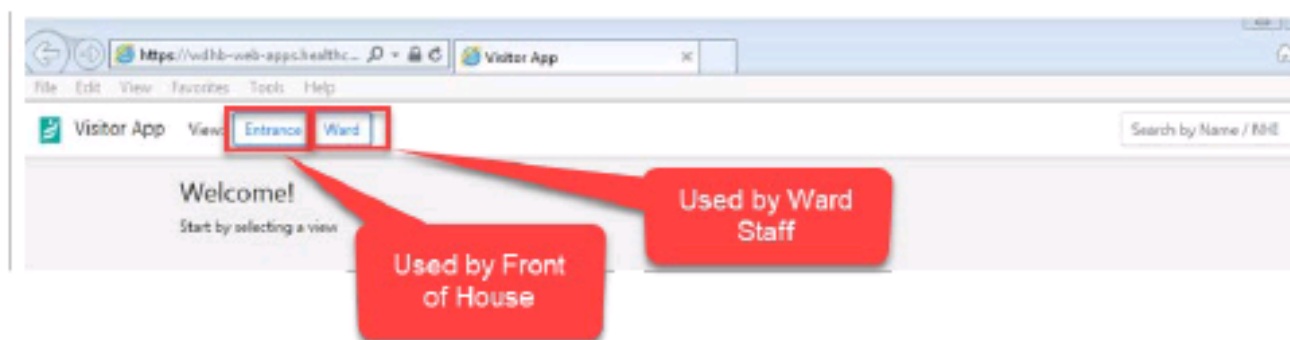 https://wdhb-web-apps.healthc...
Visitor App
File Edit View Favorites Tools Help
Visitor App View: Entrance Ward
Search by Name / NHI
Welcome!
Start by selecting a view
Used by Ward
Staff
Used by Front
of House